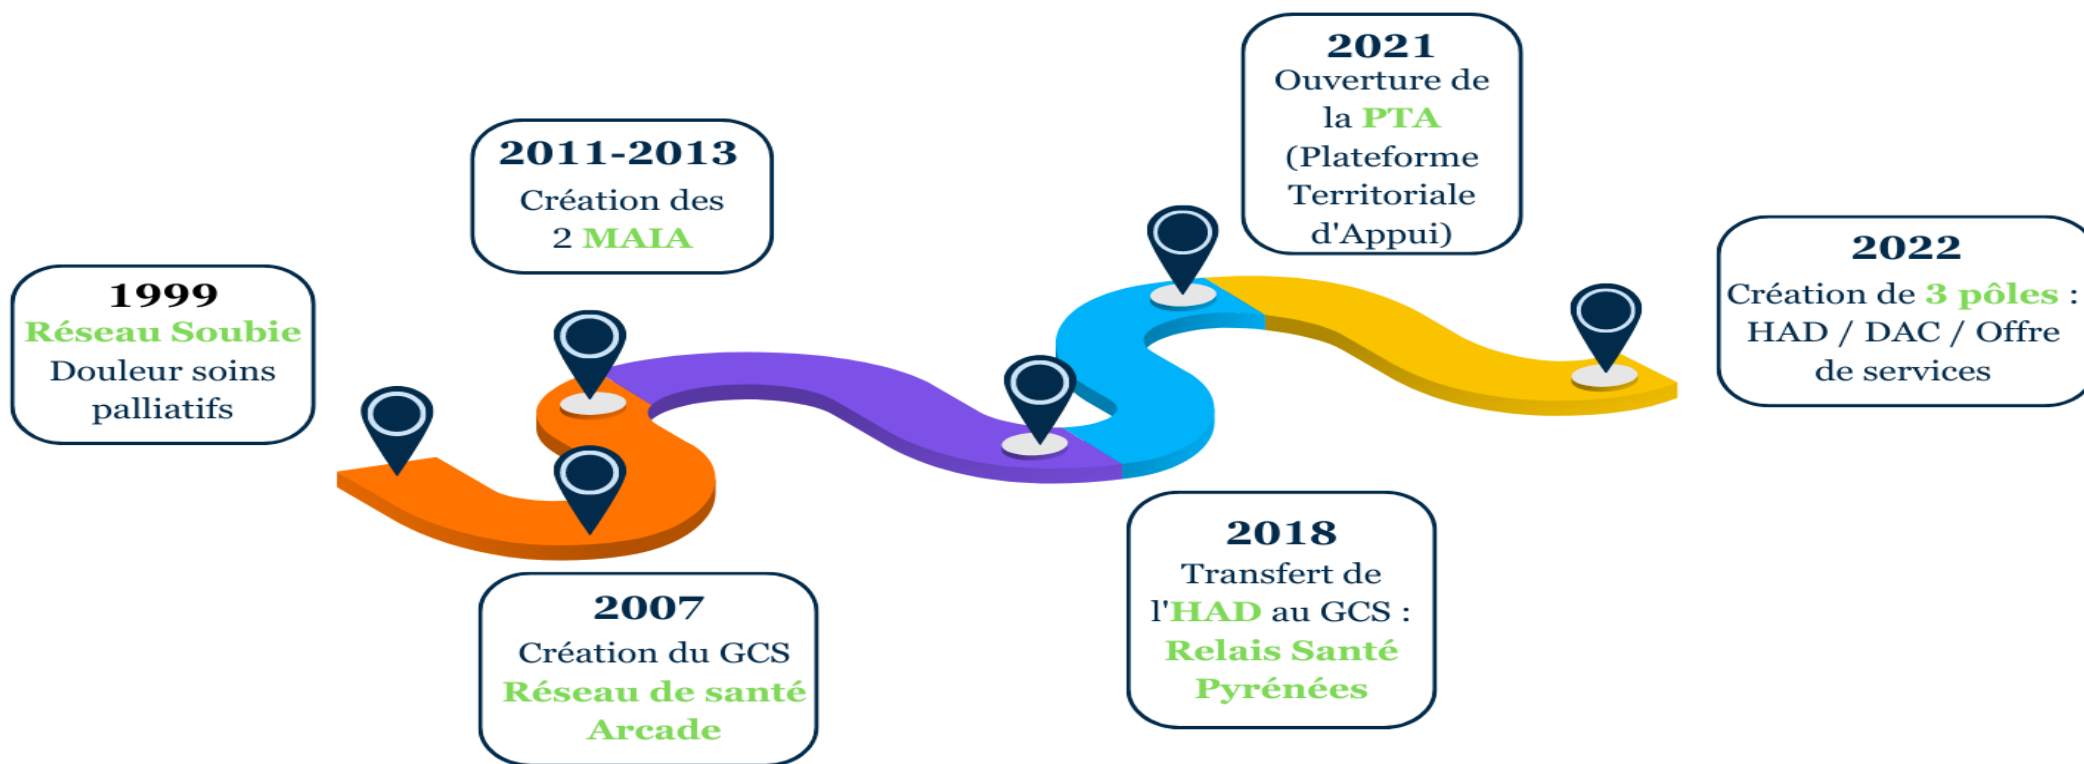 1999
Réseau Soubie
Douleur soins
palliatifs
2007
Création du GCS
Réseau de santé
Arcade
2011-2013
Création des
2 MAIA
2018
Transfert de
l'HAD au GCS :
Relais Santé
Pyrénées
2021
Ouverture de
la PTA
(Plateforme
Territoriale
d'Appui)
2022
Création de 3 pôles :
HAD / DAC / Offre
de services